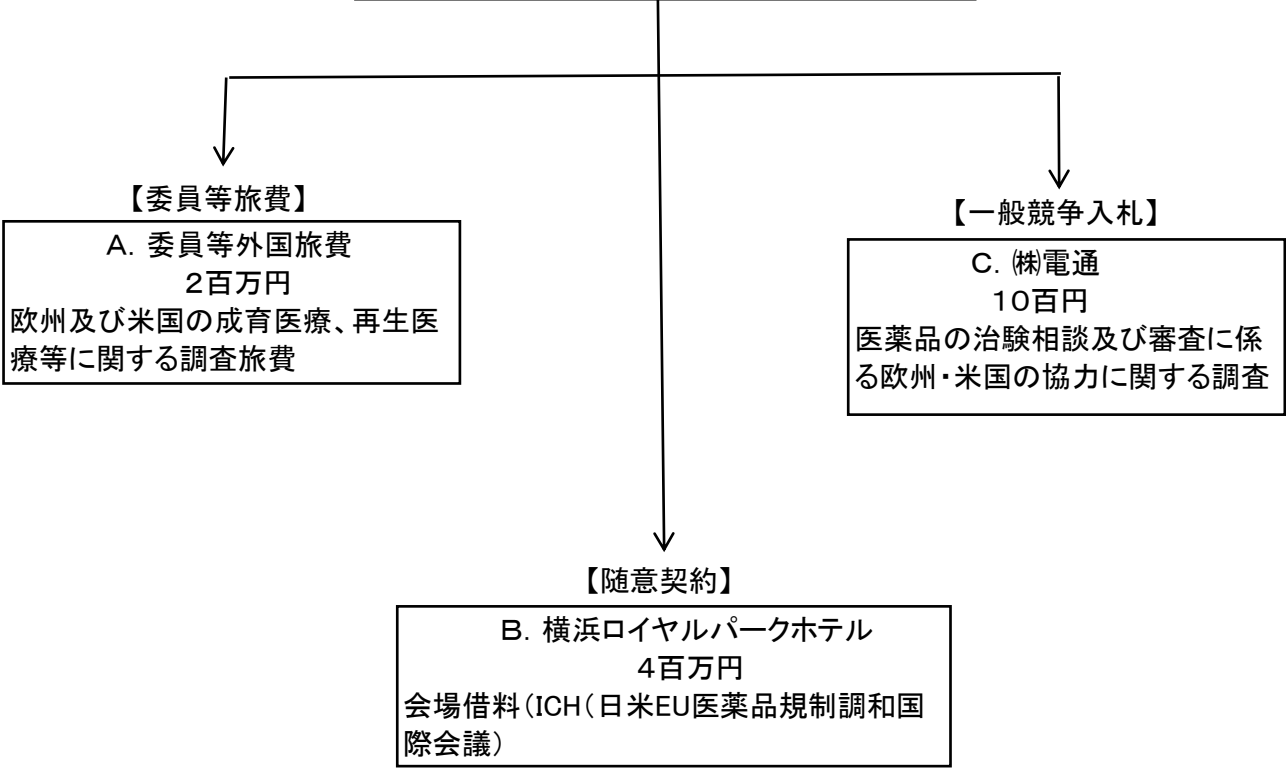 【委員等旅費】
A．委員等外国旅費
２百万円
欧州及び米国の成育医療、再生医
療等に関する調査旅費
【一般競争入札】
C．㈱電通
１０百円
医薬品の治験相談及び審査に係
る欧州・米国の協力に関する調査
【随意契約】
B．横浜ロイヤルパークホテル
４百万円
会場借料（ICH（日米EU医薬品規制調和国
際会議）